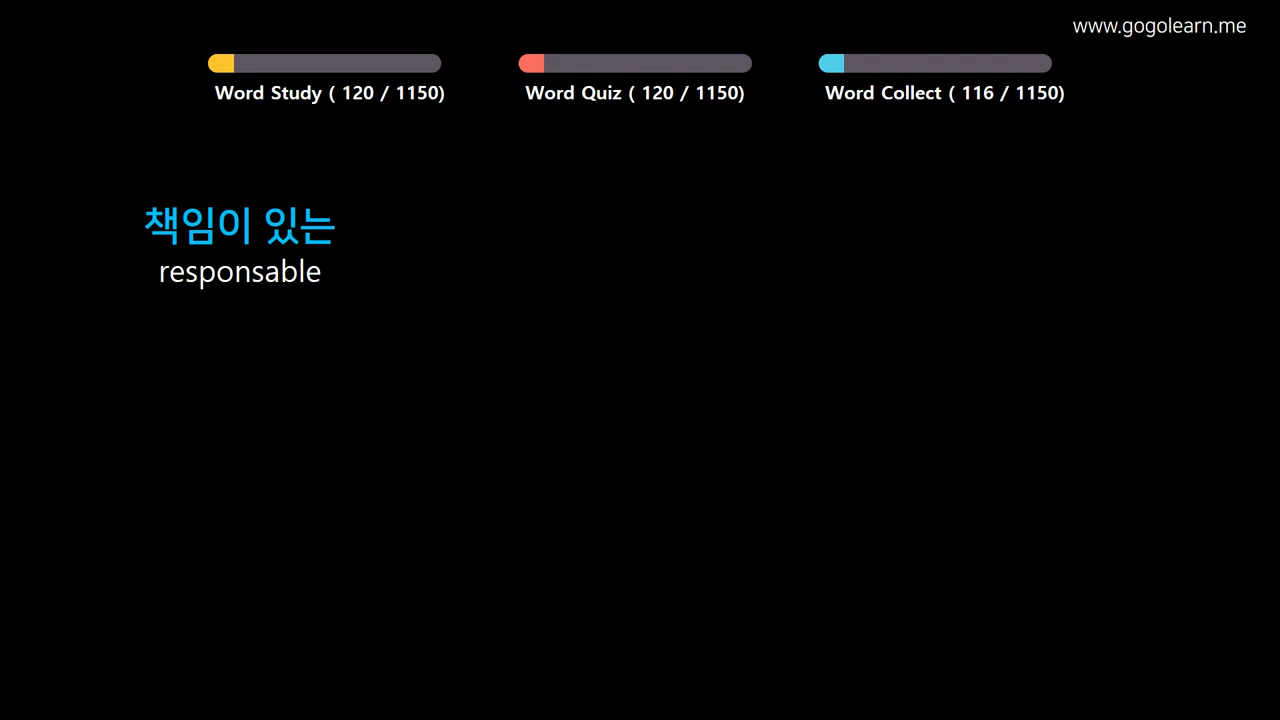 www.gogolearn.me
Word Study ( 120 / 1150)
Word Quiz ( 120 / 1150)
Word Collect ( 116 / 1150)
책임이 있는
responsable